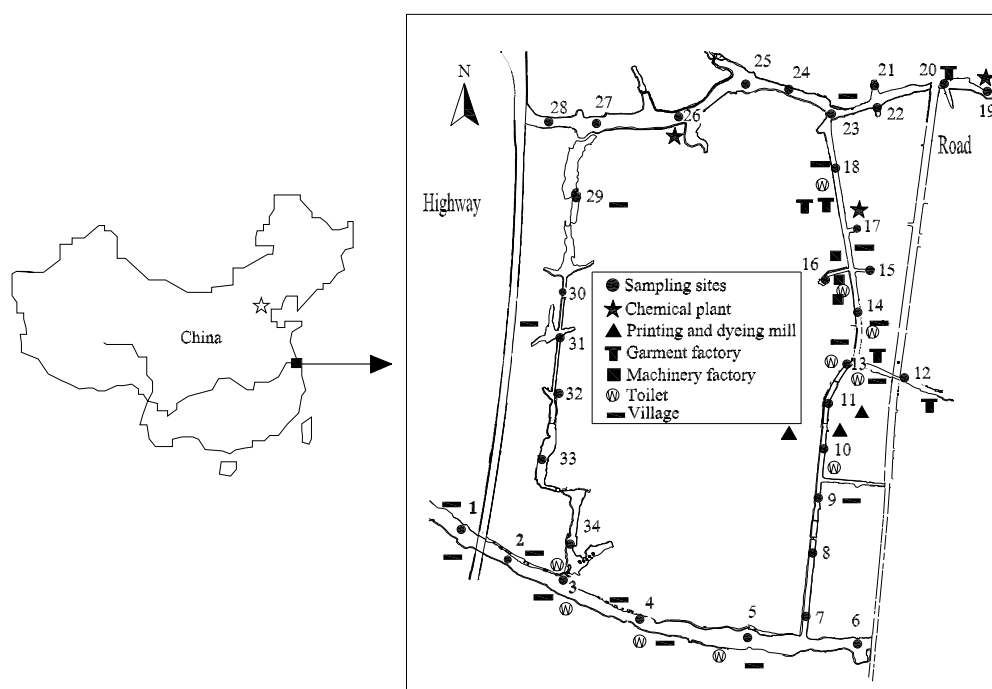 N
25
24
21
20
28
27
26
23
22
19
Road
18
29
Highway
17
16
15
30
14
31
13
12
32
11
10
33
9
34
8
1
2
3
4
5
7
6
China
Sampling sites
Chemical plant
Printing and dyeing mill
Garment factory
Machinery factory
W Toilet
Village
W
W
W
W
W
W
W
W
W
W
W